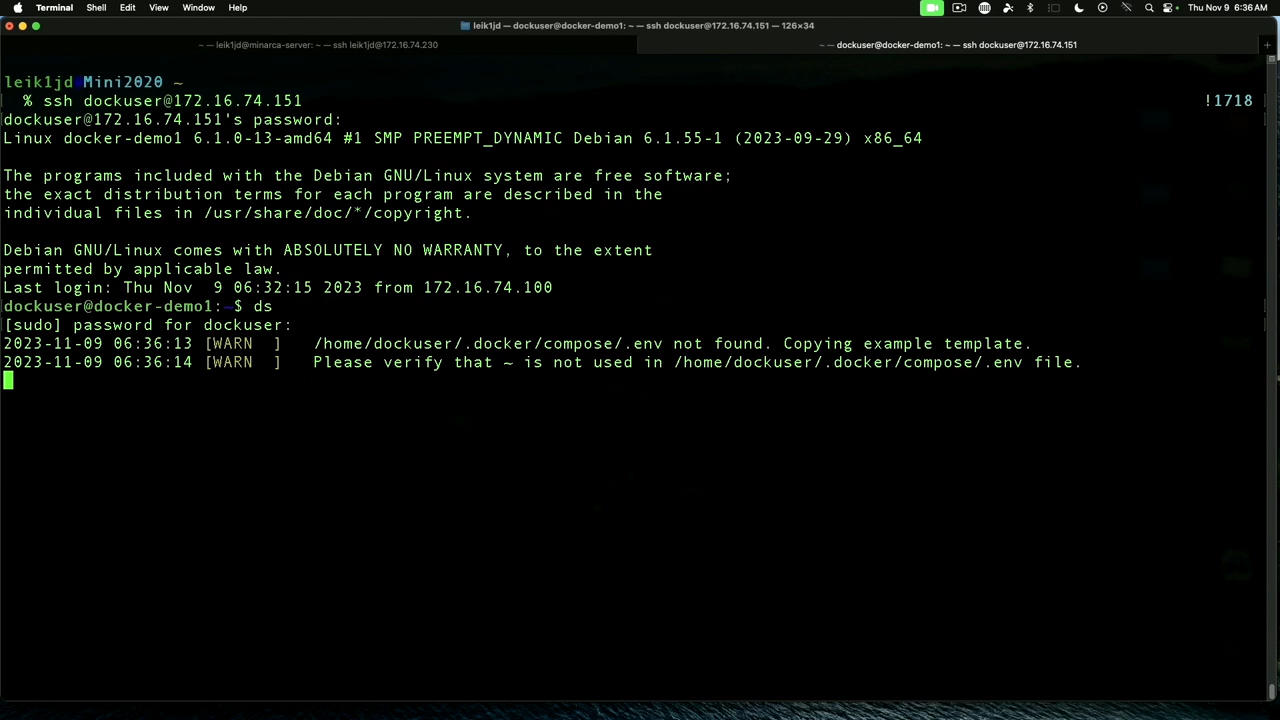 Terminal Shell Edit View Window Help Thu Nov 9 6:36 AM
leik1jd — dockuser@docker-demo1: ~ — ssh dockuser@172.16.74.151 — 126×34
~ — leik1jd@minarca-server: ~ — ssh leik1jd@172.16.74.230
~ — dockuser@docker-demo1: ~ — ssh dockuser@172.16.74.151 +
leik1jd Mini2020 ~
% ssh dockuser@172.16.74.151 !1718
dockuser@172.16.74.151's password:
Linux docker-demo1 6.1.0-13-amd64 #1 SMP PREEMPT_DYNAMIC Debian 6.1.55-1 (2023-09-29) x86_64
The programs included with the Debian GNU/Linux system are free software;
the exact distribution terms for each program are described in the
individual files in /usr/share/doc/*/copyright.
Debian GNU/Linux comes with ABSOLUTELY NO WARRANTY, to the extent
permitted by applicable law.
Last login: Thu Nov  9 06:32:15 2023 from 172.16.74.100
dockuser@docker-demo1:~$ ds
[sudo] password for dockuser:
2023-11-09 06:36:13 [WARN  ]   /home/dockuser/.docker/compose/.env not found. Copying example template.
2023-11-09 06:36:14 [WARN  ]   Please verify that ~ is not used in /home/dockuser/.docker/compose/.env file.